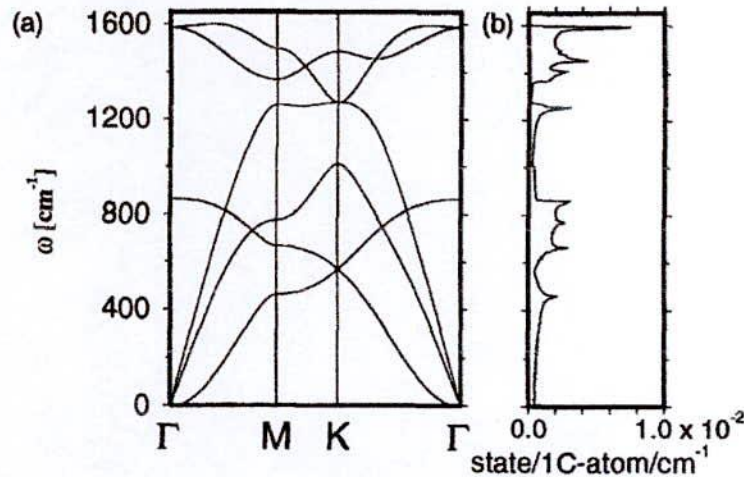 (a)
(b)
1600
1200
800
400
0
ω [cm⁻¹]
Γ M K Γ
0.0 1.0 x 10⁻²
state/1C-atom/cm⁻¹